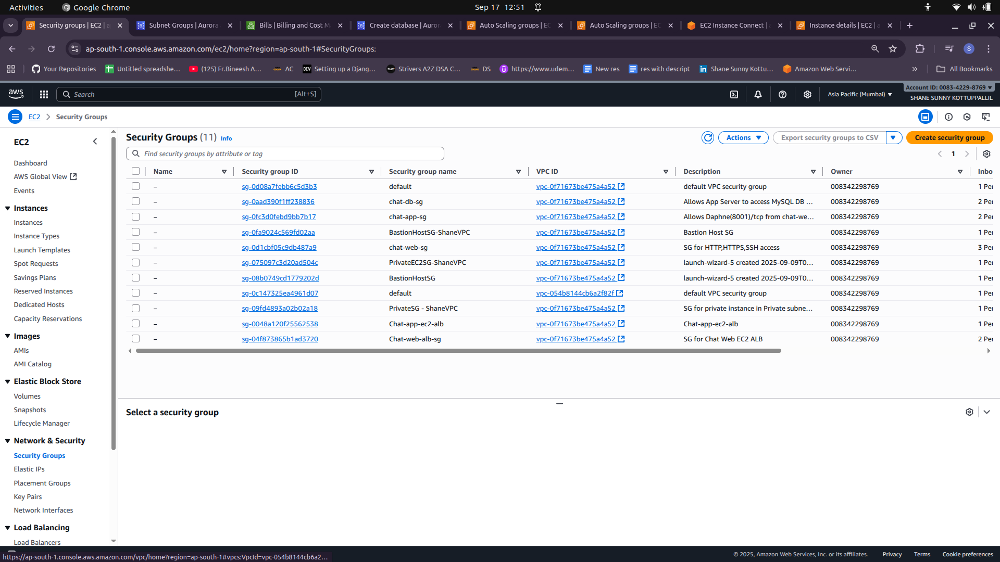 Activities Google Chrome Sep 17 12:51
Security groups | EC2 | a Subnet Groups | Aurora Bills | Billing and Cost M Create database | Auror Auto Scaling groups | EC Auto Scaling groups | EC EC2 Instance Connect | a Instance details | EC2 | a
ap-south-1.console.aws.amazon.com/ec2/home?region=ap-south-1#SecurityGroups: S
Your Repositories Untitled spreadshe... (125) Fr.Bineesh A... AC DEV Setting up a Djang... TUF Strivers A2Z DSA C... DS https://www.udem... New res res with descript Shane Sunny Kottu... Amazon Web Servi... All Bookmarks
aws Search [Alt+S] Asia Pacific (Mumbai) Account ID: 0083-4229-8769
SHANE SUNNY KOTTUPPALLIL
EC2 Security Groups
EC2
Dashboard
AWS Global View
Events
Instances
Instances
Instance Types
Launch Templates
Spot Requests
Savings Plans
Reserved Instances
Dedicated Hosts
Capacity Reservations
Images
AMIs
AMI Catalog
Elastic Block Store
Volumes
Snapshots
Lifecycle Manager
Network & Security
Security Groups
Elastic IPs
Placement Groups
Key Pairs
Network Interfaces
Load Balancing
Load Balancers
Security Groups (11) Info Actions Export security groups to CSV Create security group
Find security groups by attribute or tag 1
Name Security group ID Security group name VPC ID Description Owner Inbo
– sg-0d08a7febb6c5d3b3 default vpc-0f71673be475a4a52 default VPC security group 008342298769 1 Per
– sg-0aad390f1ff238836 chat-db-sg vpc-0f71673be475a4a52 Allows App Server to access MySQL DB ... 008342298769 2 Per
– sg-0fc3d0febd9bb7b17 chat-app-sg vpc-0f71673be475a4a52 Allows Daphne(8001)/tcp from chat-we... 008342298769 2 Per
– sg-0fa9024c569fd02aa BastionHostSG-ShaneVPC vpc-0f71673be475a4a52 Bastion Host SG 008342298769 1 Per
– sg-0d1cbf05c9db487a9 chat-web-sg vpc-0f71673be475a4a52 SG for HTTP,HTTPS,SSH access 008342298769 3 Per
– sg-075097c3d20ad504c PrivateEC2SG-ShaneVPC vpc-0f71673be475a4a52 launch-wizard-5 created 2025-09-09T0... 008342298769 1 Per
– sg-08b0749cd1779202d BastionHostSG vpc-0f71673be475a4a52 launch-wizard-5 created 2025-09-09T0... 008342298769 1 Per
– sg-0c147325ea4961d07 default vpc-054b8144cb6a2f82f default VPC security group 008342298769 1 Per
– sg-09fd4893a02b02a18 PrivateSG - ShaneVPC vpc-0f71673be475a4a52 SG for private instance in Private subne... 008342298769 1 Per
– sg-0048a120f25562538 Chat-app-ec2-alb vpc-0f71673be475a4a52 Chat-app-ec2-alb 008342298769 1 Per
– sg-04f873865b1ad3720 Chat-web-alb-sg vpc-0f71673be475a4a52 SG for Chat Web EC2 ALB 008342298769 2 Per
Select a security group
https://ap-south-1.console.aws.amazon.com/vpc/home?region=ap-south-1#vpcs:VpcId=vpc-054b8144cb6a2... © 2025, Amazon Web Services, Inc. or its affiliates. Privacy Terms Cookie preferences